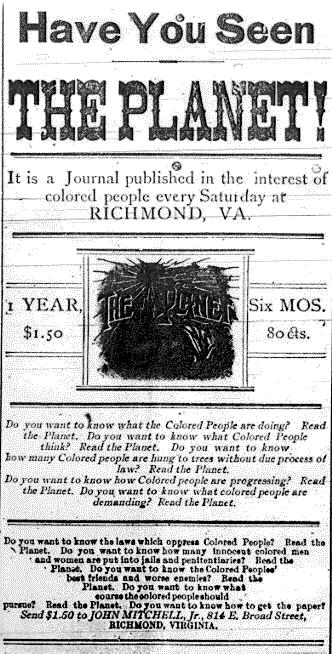 Have You Seen
THE PLANET!
It is a Journal published in the interest of
colored people every Saturday at
RICHMOND, VA.
1 YEAR,
$1.50
THE PLANET
Six MOS.
80 cts.
Do you want to know what the Colored People are doing? Read
the Planet. Do you want to know what Colored People
think? Read the Planet. Do you want to know
how many Colored people are hung to trees without due process of
law? Read the Planet.
Do you want to know how Colored people are progressing? Read
the Planet. Do you want to know what colored people are
demanding? Read the Planet.
Do you want to know the laws which oppress Colored People? Read the
Planet. Do you want to know how many innocent colored men
and women are put into jails and penitentiaries? Read the
Planet. Do you want to know the Colored Peoples'
best friends and worse enemies? Read the
Planet. Do you want to know what
course the colored people should
pursue? Read the Planet. Do you want to know how to get the paper?
Send $1.50 to JOHN MITCHELL, Jr., 814 E. Broad Street,
RICHMOND, VIRGINIA.